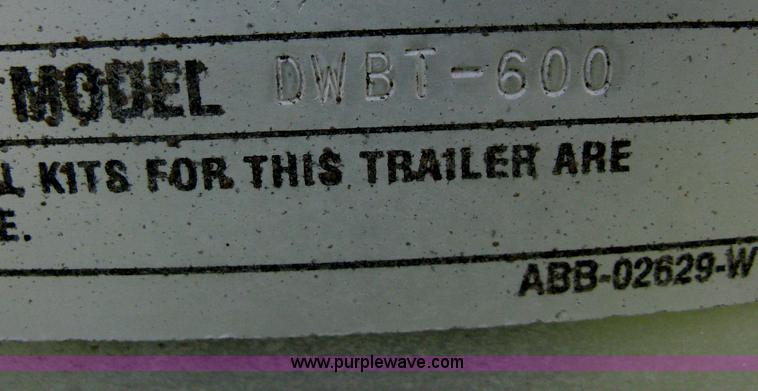 MODEL DWBT-600
KITS FOR THIS TRAILER ARE
E.
ABB-02629-W
www.purplewave.com